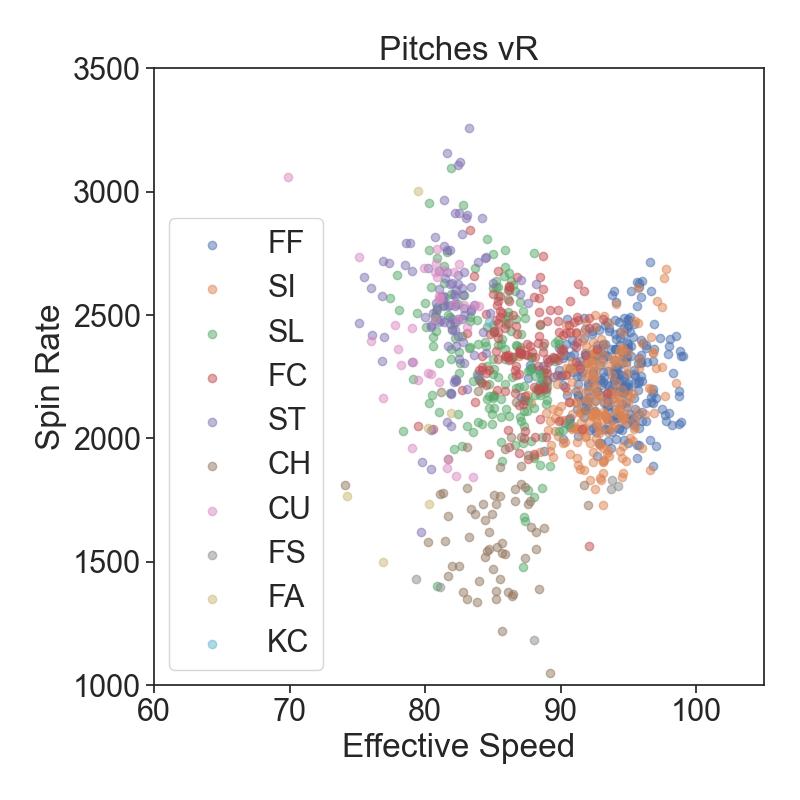 Pitches vR
3500
3000
2500
2000
1500
1000
Spin Rate
FF
SI
SL
FC
ST
CH
CU
FS
FA
KC
60 70 80 90 100
Effective Speed